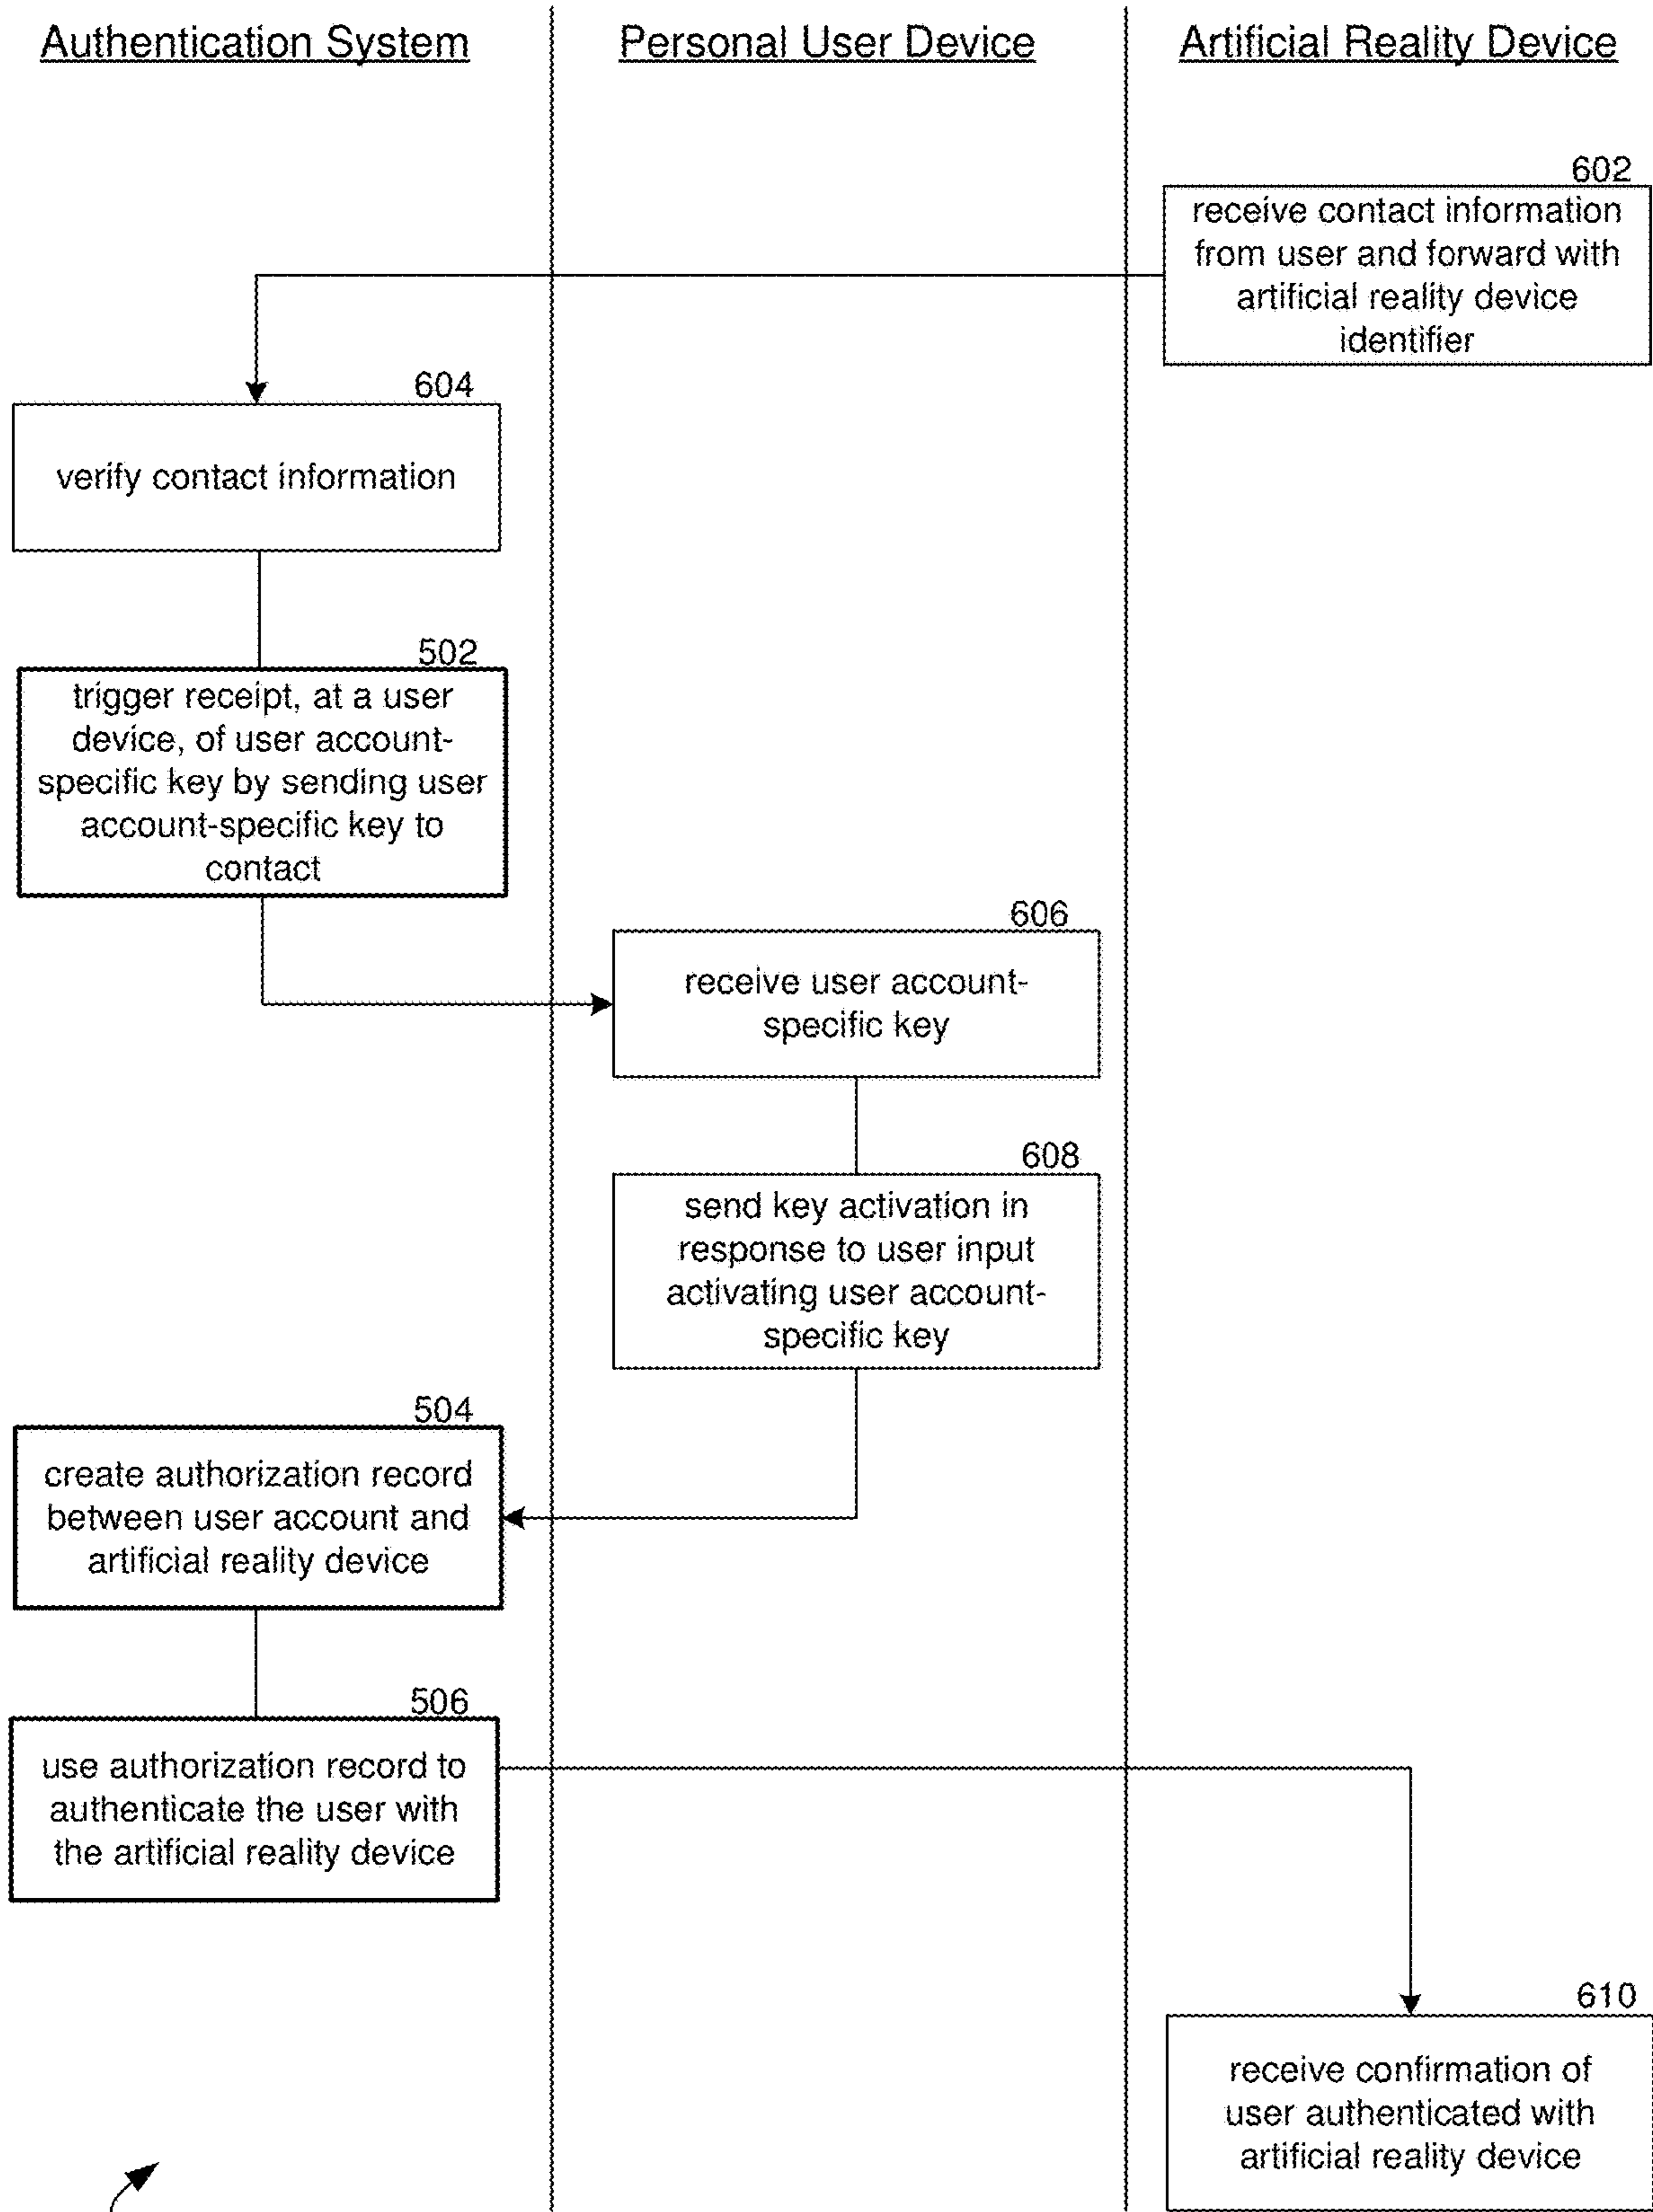 Authentication System
Personal User Device
Artificial Reality Device
602
receive contact information
from user and forward with
artificial reality device
identifier
604
verify contact information
502
trigger receipt, at a user
device, of user account-
specific key by sending user
account-specific key to
contact
606
receive user account-
specific key
608
send key activation in
response to user input
activating user account-
specific key
504
create authorization record
between user account and
artificial reality device
506
use authorization record to
authenticate the user with
the artificial reality device
610
receive confirmation of
user authenticated with
artificial reality device